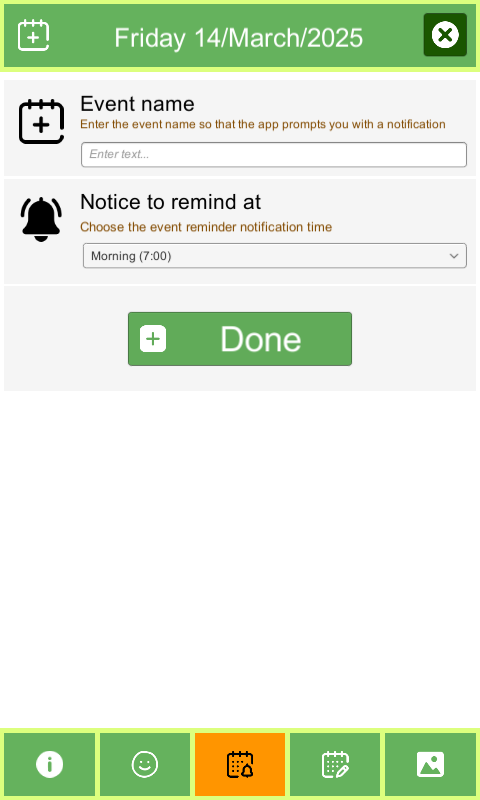 Friday 14/March/2025
Event name
Enter the event name so that the app prompts you with a notification
Enter text...
Notice to remind at
Choose the event reminder notification time
Morning (7:00)
Done